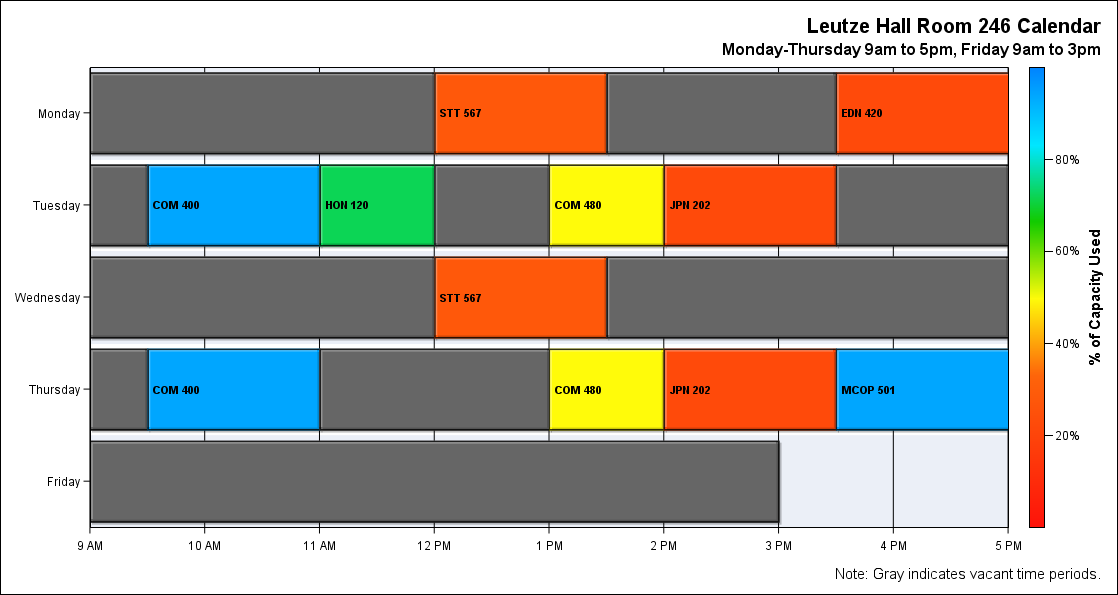 Leutze Hall Room 246 Calendar
Monday-Thursday 9am to 5pm, Friday 9am to 3pm
Monday
STT 567
EDN 420
Tuesday
COM 400
HON 120
COM 480
JPN 202
Wednesday
STT 567
Thursday
COM 400
COM 480
JPN 202
MCOP 501
Friday
9 AM
10 AM
11 AM
12 PM
1 PM
2 PM
3 PM
4 PM
5 PM
80%
60%
40%
20%
% of Capacity Used
Note: Gray indicates vacant time periods.